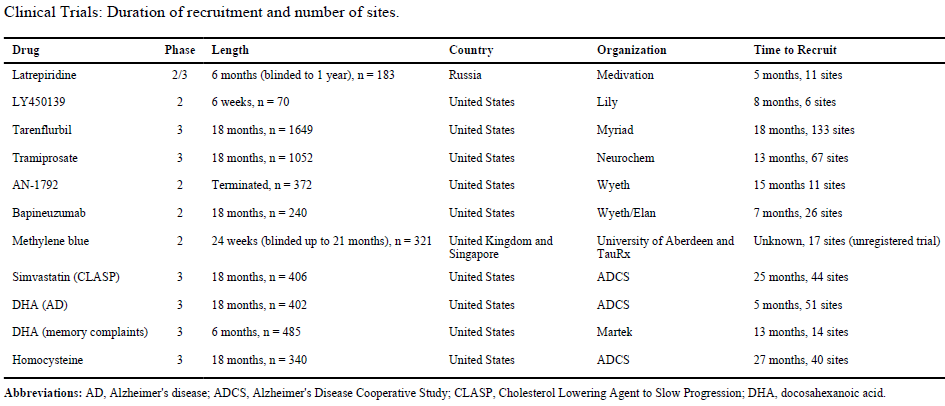 Clinical Trials: Duration of recruitment and number of sites.
Drug Phase Length Country Organization Time to Recruit
Latrepiridine 2/3 6 months (blinded to 1 year), n = 183 Russia Medivation 5 months, 11 sites
LY450139 2 6 weeks, n = 70 United States Lily 8 months, 6 sites
Tarenflurbil 3 18 months, n = 1649 United States Myriad 18 months, 133 sites
Tramiprosate 3 18 months, n = 1052 United States Neurochem 13 months, 67 sites
AN-1792 2 Terminated, n = 372 United States Wyeth 15 months 11 sites
Bapineuzumab 2 18 months, n = 240 United States Wyeth/Elan 7 months, 26 sites
Methylene blue 2 24 weeks (blinded up to 21 months), n = 321 United Kingdom and University of Aberdeen and Unknown, 17 sites (unregistered trial)
Singapore TauRx
Simvastatin (CLASP) 3 18 months, n = 406 United States ADCS 25 months, 44 sites
DHA (AD) 3 18 months, n = 402 United States ADCS 5 months, 51 sites
DHA (memory complaints) 3 6 months, n = 485 United States Martek 13 months, 14 sites
Homocysteine 3 18 months, n = 340 United States ADCS 27 months, 40 sites
Abbreviations: AD, Alzheimer's disease; ADCS, Alzheimer's Disease Cooperative Study; CLASP, Cholesterol Lowering Agent to Slow Progression; DHA, docosahexanoic acid.